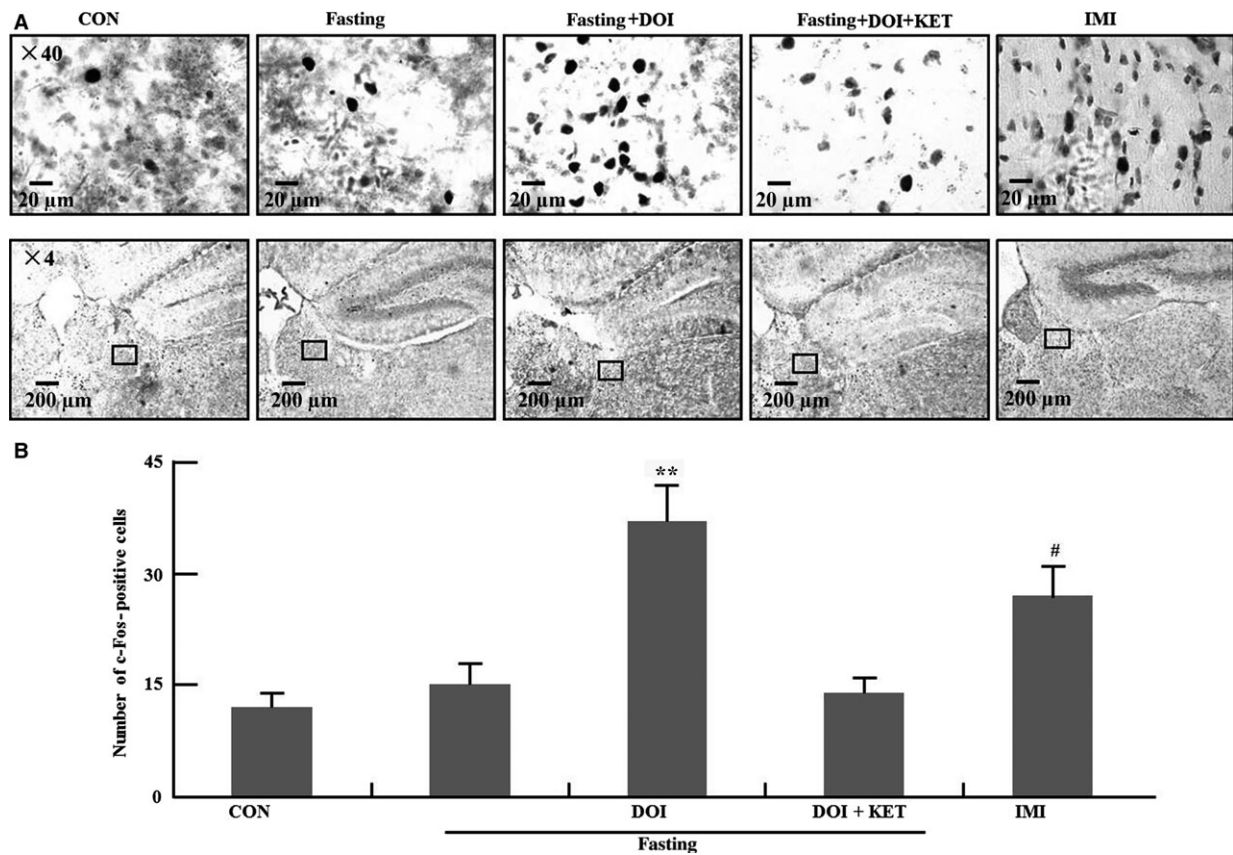 A
CON Fasting Fasting+DOI Fasting+DOI+KET IMI
×40
20 µm 20 µm 20 µm 20 µm 20 µm
×4
200 µm 200 µm 200 µm 200 µm 200 µm
B
Number of c-Fos-positive cells
45
30
15
0
**
#
CON DOI DOI + KET IMI
Fasting